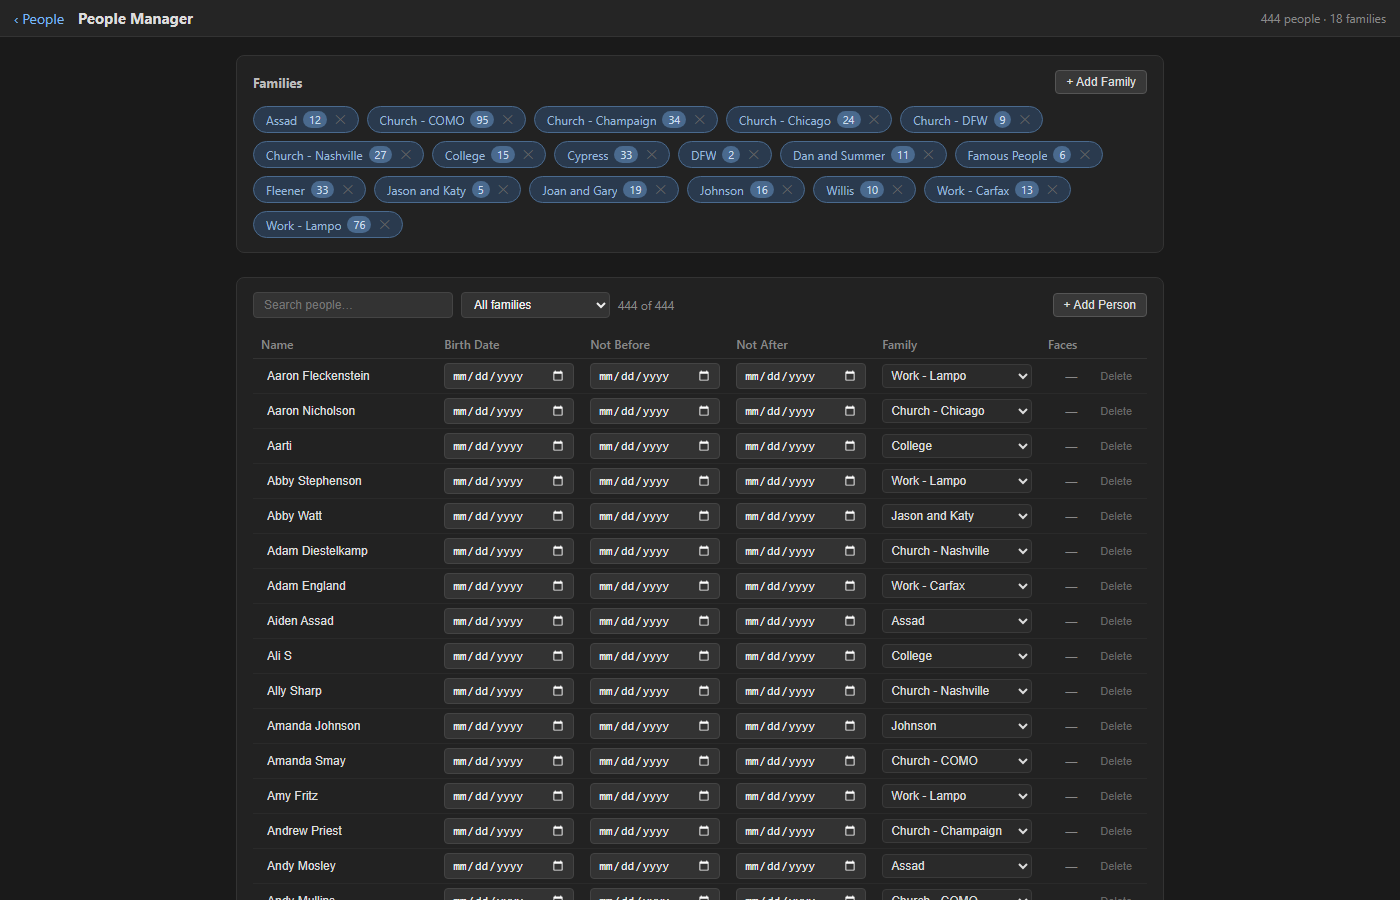 ‹ People People Manager 444 people · 18 families
Families + Add Family
Assad 12 × Church - COMO 95 × Church - Champaign 34 × Church - Chicago 24 × Church - DFW 9 ×
Church - Nashville 27 × College 15 × Cypress 33 × DFW 2 × Dan and Summer 11 × Famous People 6 ×
Fleener 33 × Jason and Katy 5 × Joan and Gary 19 × Johnson 16 × Willis 10 × Work - Carfax 13 ×
Work - Lampo 76 ×
Search people... All families 444 of 444 + Add Person
Name Birth Date Not Before Not After Family Faces
Aaron Fleckenstein mm/dd/yyyy mm/dd/yyyy mm/dd/yyyy Work - Lampo — Delete
Aaron Nicholson mm/dd/yyyy mm/dd/yyyy mm/dd/yyyy Church - Chicago — Delete
Aarti mm/dd/yyyy mm/dd/yyyy mm/dd/yyyy College — Delete
Abby Stephenson mm/dd/yyyy mm/dd/yyyy mm/dd/yyyy Work - Lampo — Delete
Abby Watt mm/dd/yyyy mm/dd/yyyy mm/dd/yyyy Jason and Katy — Delete
Adam Diestelkamp mm/dd/yyyy mm/dd/yyyy mm/dd/yyyy Church - Nashville — Delete
Adam England mm/dd/yyyy mm/dd/yyyy mm/dd/yyyy Work - Carfax — Delete
Aiden Assad mm/dd/yyyy mm/dd/yyyy mm/dd/yyyy Assad — Delete
Ali S mm/dd/yyyy mm/dd/yyyy mm/dd/yyyy College — Delete
Ally Sharp mm/dd/yyyy mm/dd/yyyy mm/dd/yyyy Church - Nashville — Delete
Amanda Johnson mm/dd/yyyy mm/dd/yyyy mm/dd/yyyy Johnson — Delete
Amanda Smay mm/dd/yyyy mm/dd/yyyy mm/dd/yyyy Church - COMO — Delete
Amy Fritz mm/dd/yyyy mm/dd/yyyy mm/dd/yyyy Work - Lampo — Delete
Andrew Priest mm/dd/yyyy mm/dd/yyyy mm/dd/yyyy Church - Champaign — Delete
Andy Mosley mm/dd/yyyy mm/dd/yyyy mm/dd/yyyy Assad — Delete
Andy Mullins mm/dd/yyyy mm/dd/yyyy mm/dd/yyyy Church - COMO Delete